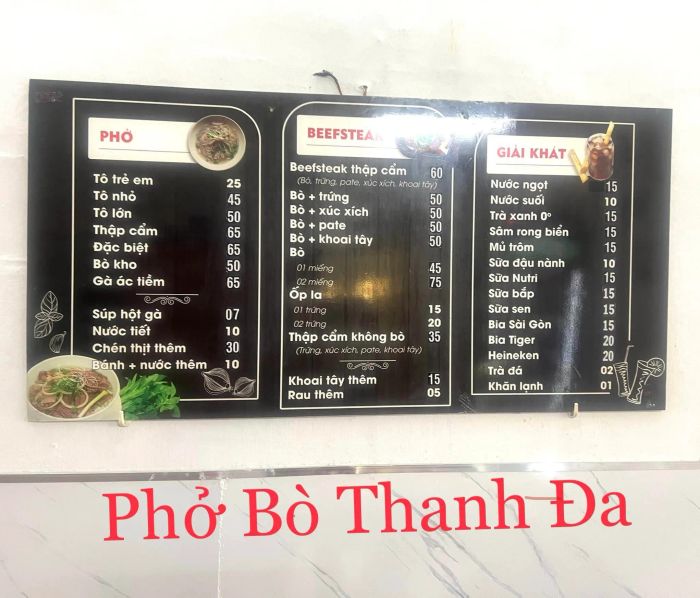 PHỞ
Tô trẻ em 25
Tô nhỏ 45
Tô lớn 50
Thập cẩm 65
Đặc biệt 65
Bò kho 50
Gà ác tiềm 65
Súp hột gà 07
Nước tiết 10
Chén thịt thêm 30
Bánh + nước thêm 10
BEEFSTEAK
Beefsteak thập cẩm 60
(Bò, trứng, pate, xúc xích, khoai tây)
Bò + trứng 50
Bò + xúc xích 50
Bò + pate 50
Bò + khoai tây 50
Bò
01 miếng 45
02 miếng 75
Ốp la
01 trứng 15
02 trứng 20
Thập cẩm không bò 35
(Trứng, xúc xích, pate, khoai tây)
Khoai tây thêm 15
Rau thêm 05
GIẢI KHÁT
Nước ngọt 15
Nước suối 10
Trà xanh 0º 15
Sâm rong biển 15
Mủ trôm 15
Sữa đậu nành 10
Sữa Nutri 15
Sữa bắp 15
Sữa sen 15
Bia Sài Gòn 15
Bia Tiger 20
Heineken 20
Trà đá 02
Khăn lạnh 01
Phở Bò Thanh Đa